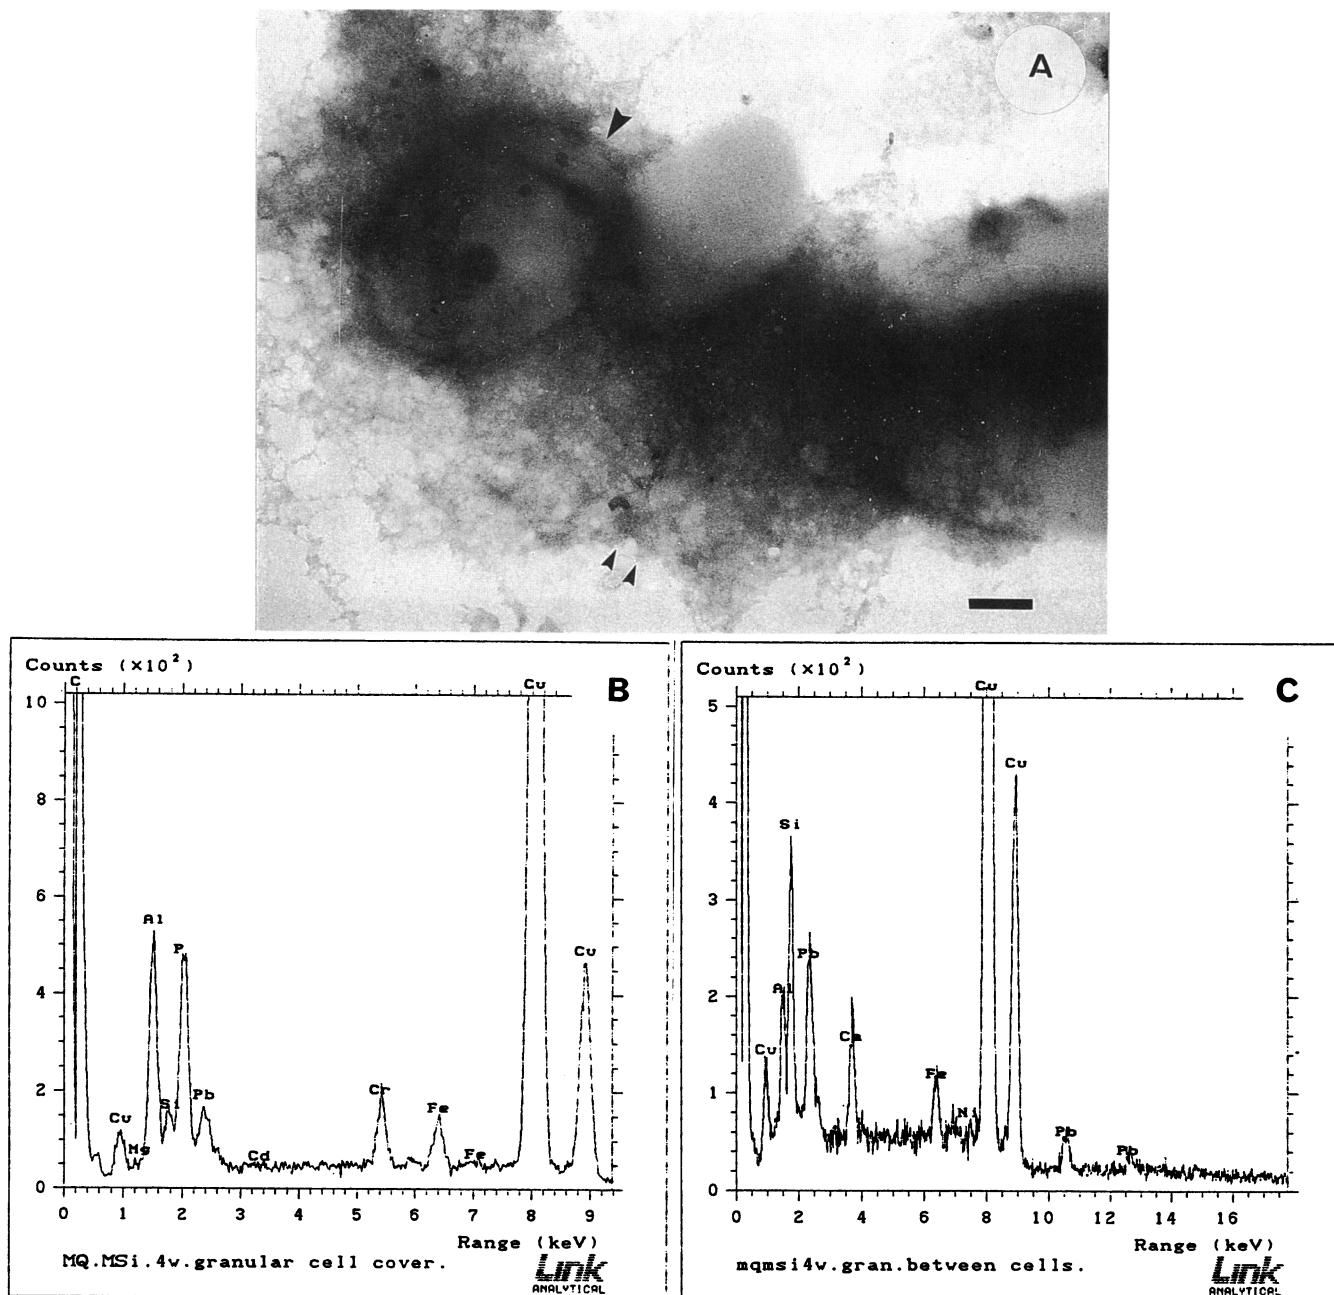 A
Counts (×10²)
B
C
Cu
10
8
6
4
2
0
Al
P
Cu
Mg
Si
Pb
Cd
Cr
Fe
Fe
Cu
0 1 2 3 4 5 6 7 8 9
Range (keV)
MQ.MSi.4w.granular cell cover.
Link
ANALYTICAL
Counts (×10²)
C
Cu
5
4
3
2
1
0
Cu
Si
Pb
Al
Cu
Ca
Fe
Ni
Pb
Pb
0 2 4 6 8 10 12 14 16
Range (keV)
mqmsi4w.gran.between cells.
Link
ANALYTICAL